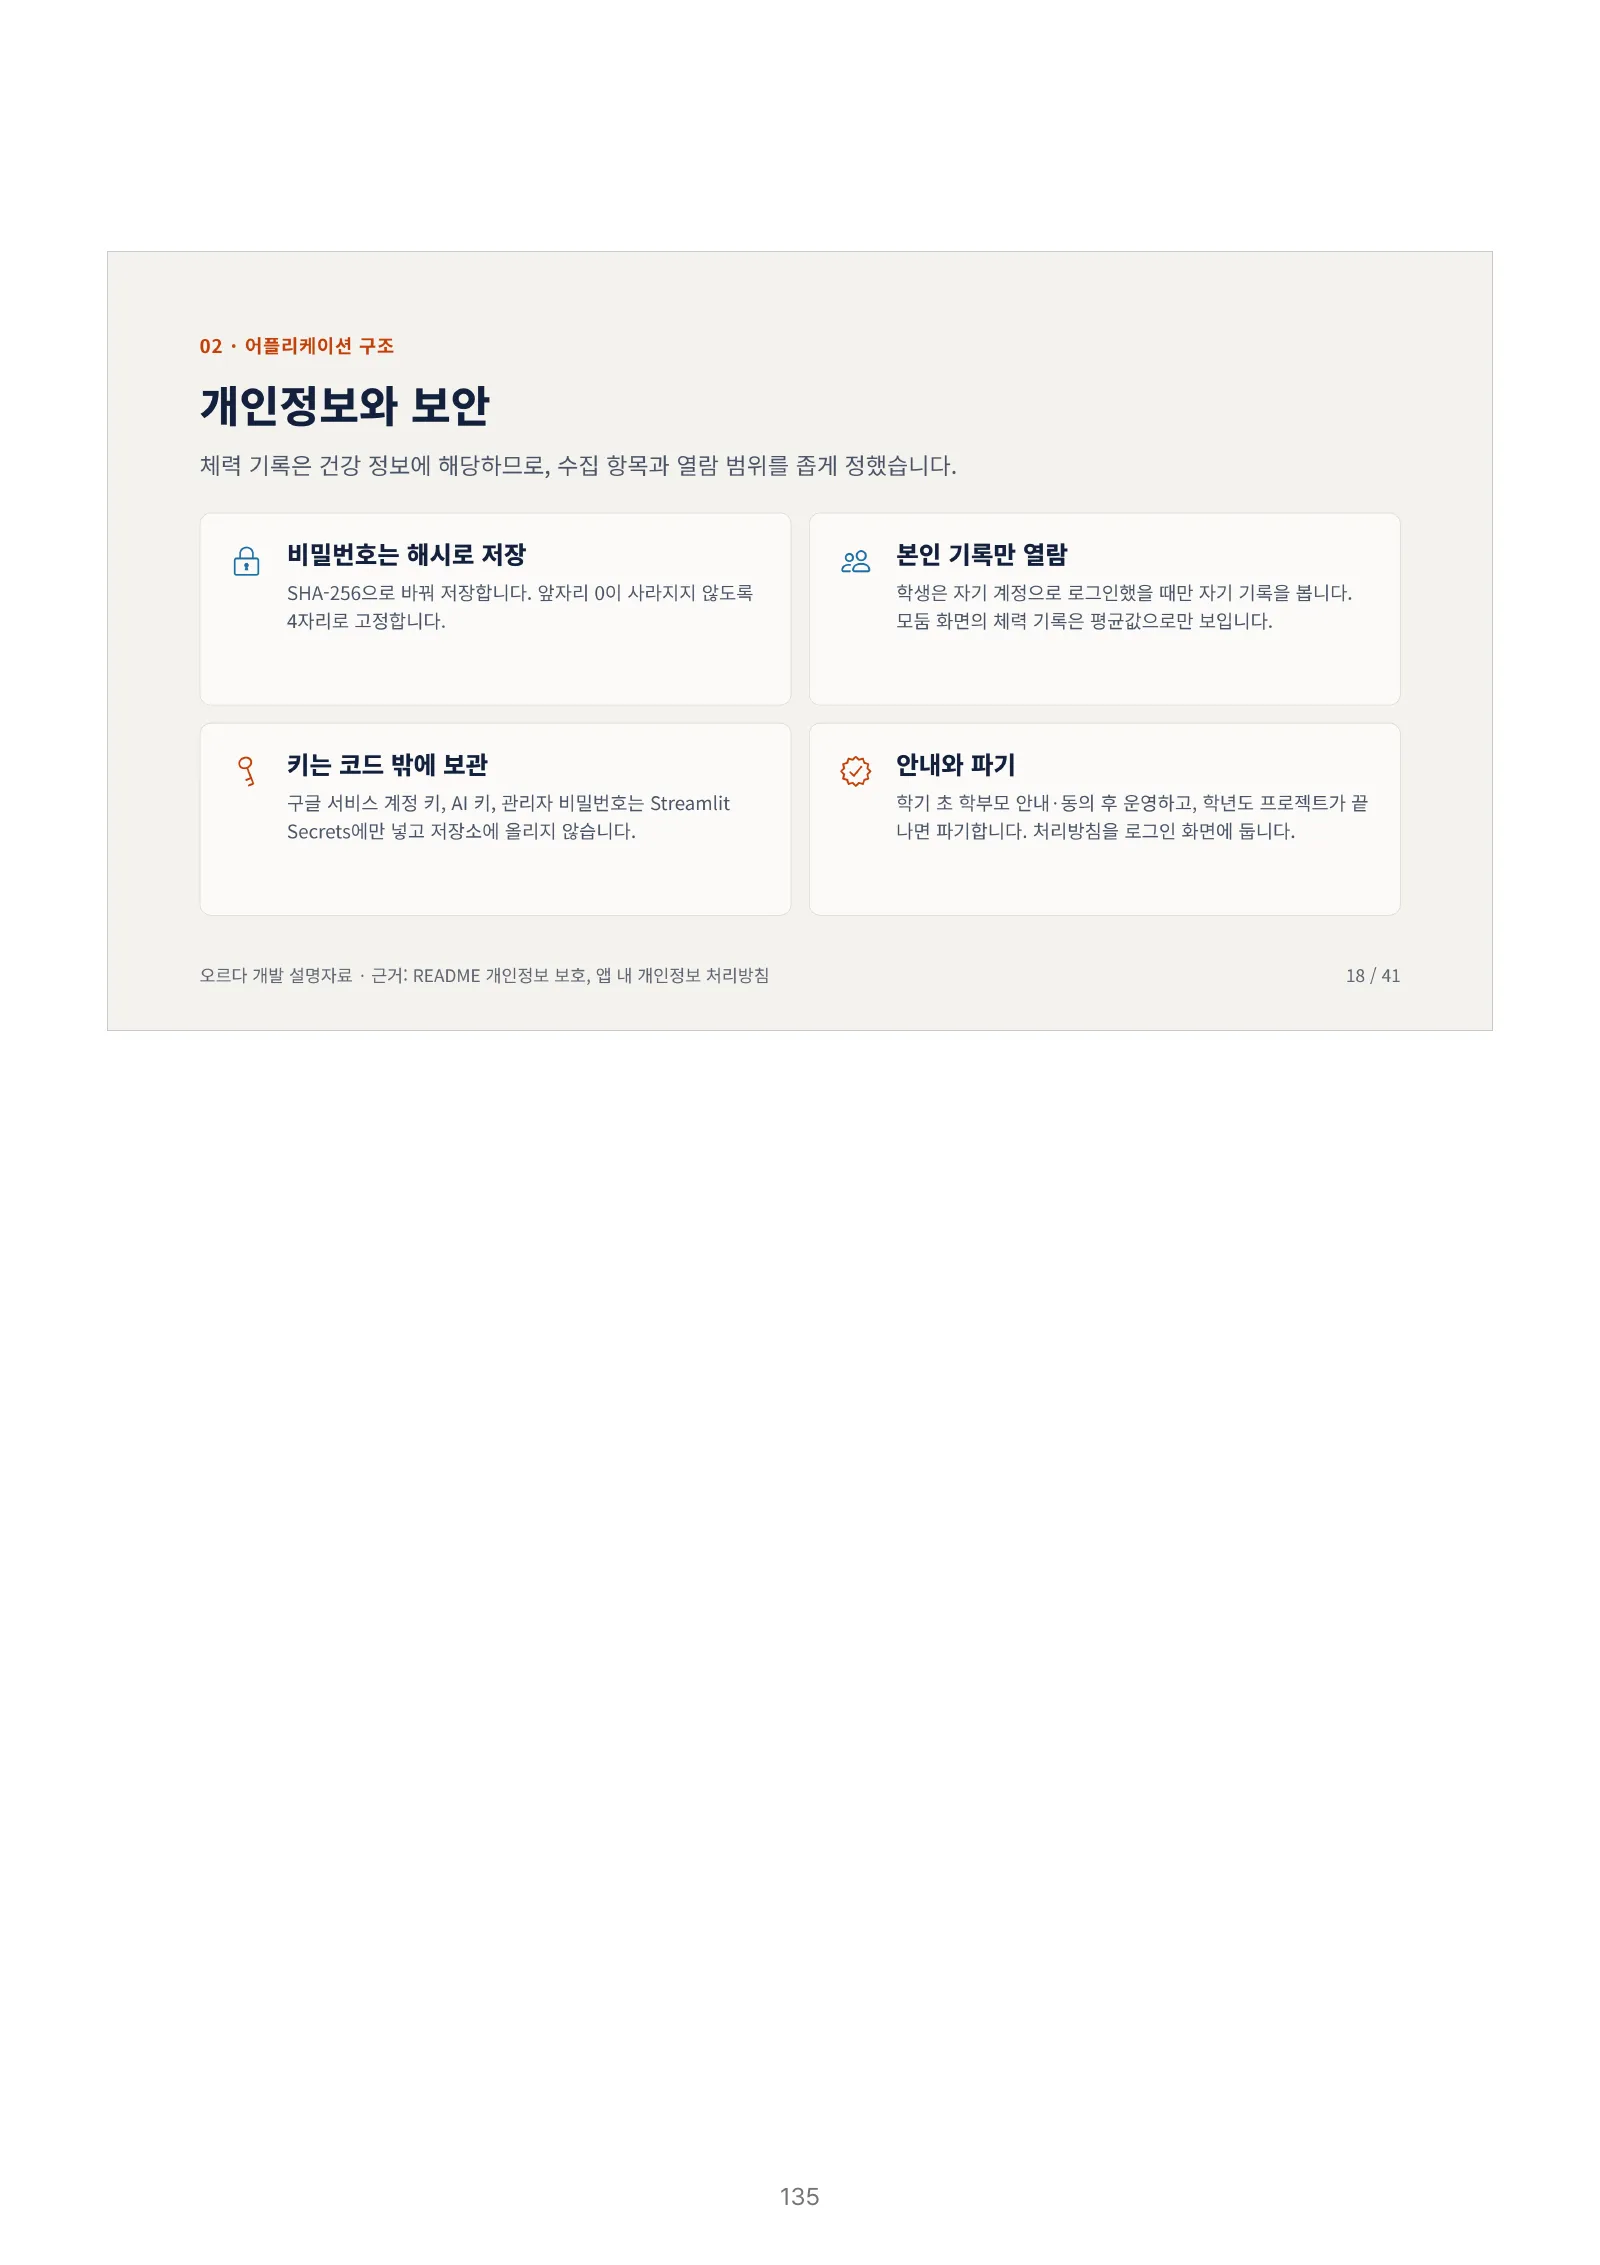 02 · 어플리케이션 구조
개인정보와 보안
체력 기록은 건강 정보에 해당하므로, 수집 항목과 열람 범위를 좁게 정했습니다.
비밀번호는 해시로 저장
SHA-256으로 바꿔 저장합니다. 앞자리 0이 사라지지 않도록
4자리로 고정합니다.
본인 기록만 열람
학생은 자기 계정으로 로그인했을 때만 자기 기록을 봅니다.
모둠 화면의 체력 기록은 평균값으로만 보입니다.
키는 코드 밖에 보관
구글 서비스 계정 키, AI 키, 관리자 비밀번호는 Streamlit
Secrets에만 넣고 저장소에 올리지 않습니다.
안내와 파기
학기 초 학부모 안내·동의 후 운영하고, 학년도 프로젝트가 끝
나면 파기합니다. 처리방침을 로그인 화면에 둡니다.
오르다 개발 설명자료 · 근거: README 개인정보 보호, 앱 내 개인정보 처리방침
18 / 41
135